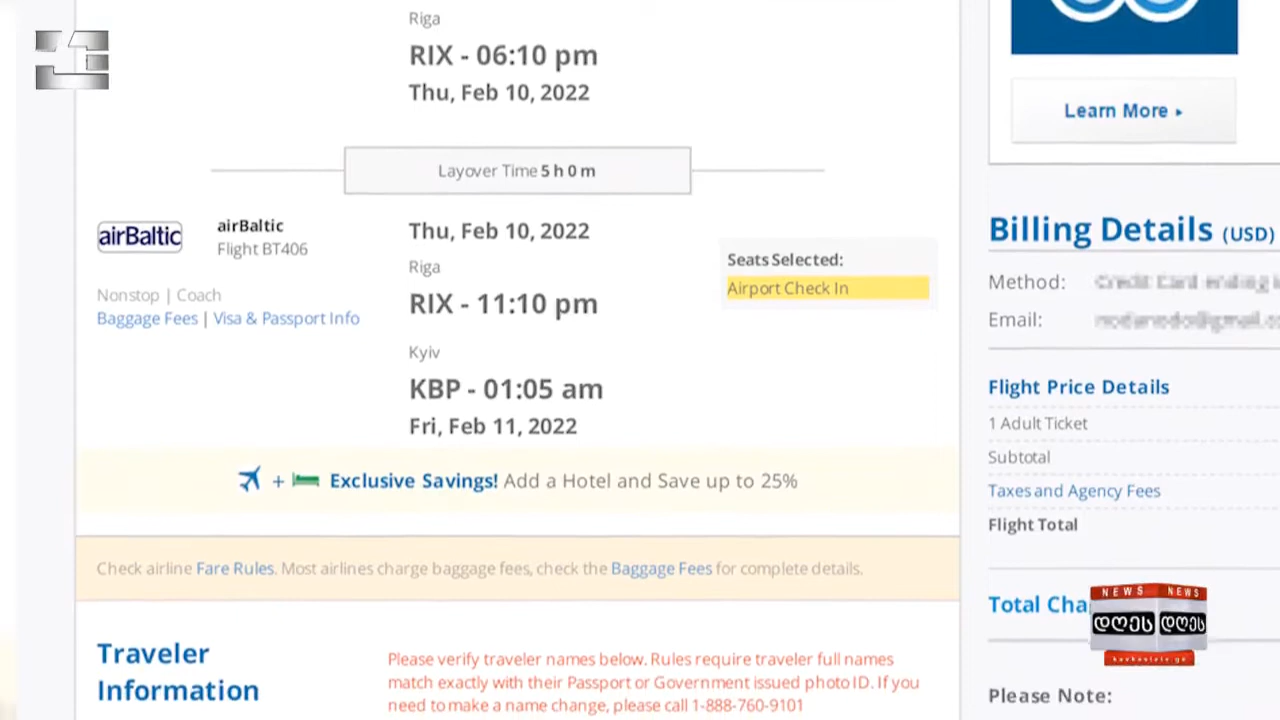 Riga
RIX - 06:10 pm
Thu, Feb 10, 2022
Layover Time 5 h 0 m
airBaltic
airBaltic
Flight BT406
Nonstop | Coach
Baggage Fees | Visa & Passport Info
Thu, Feb 10, 2022
Riga
RIX - 11:10 pm
Kyiv
KBP - 01:05 am
Fri, Feb 11, 2022
Seats Selected:
Airport Check In
+ Exclusive Savings! Add a Hotel and Save up to 25%
Check airline Fare Rules. Most airlines charge baggage fees, check the Baggage Fees for complete details.
Traveler
Information
Please verify traveler names below. Rules require traveler full names
match exactly with their Passport or Government issued photo ID. If you
need to make a name change, please call 1-888-760-9101
Learn More ▸
Billing Details (USD)
Method:
Email:
Flight Price Details
1 Adult Ticket
Subtotal
Taxes and Agency Fees
Flight Total
Total Cha
NEWS NEWS
დღეს დღეს
Please Note: